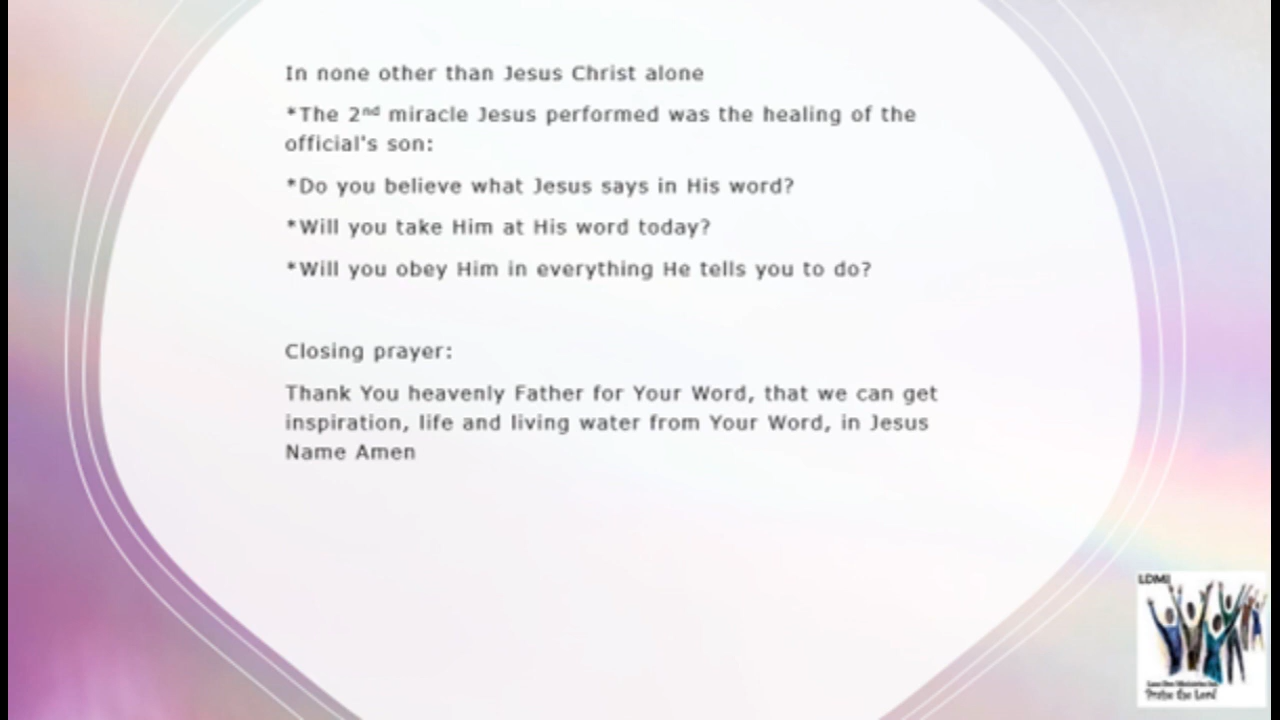 In none other than Jesus Christ alone
*The 2nd miracle Jesus performed was the healing of the
official's son:
*Do you believe what Jesus says in His word?
*Will you take Him at His word today?
*Will you obey Him in everything He tells you to do?
Closing prayer:
Thank You heavenly Father for Your Word, that we can get
inspiration, life and living water from Your Word, in Jesus
Name Amen
LDMI
Praise the Lord